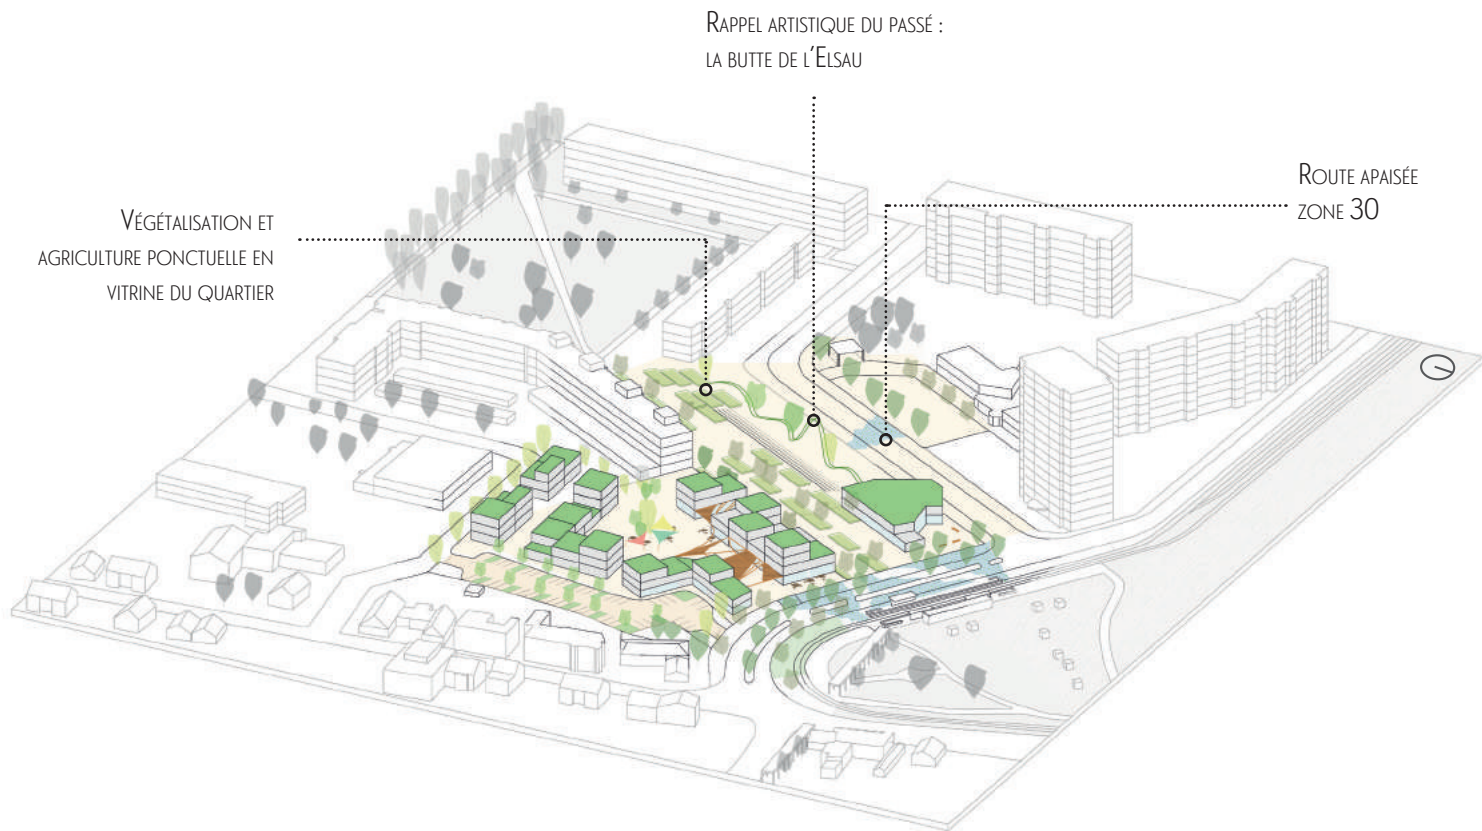 Rappel artistique du passé :
la butte de l'Elsau
Route apaisée
zone 30
Végétalisation et
agriculture ponctuelle en
vitrine du quartier